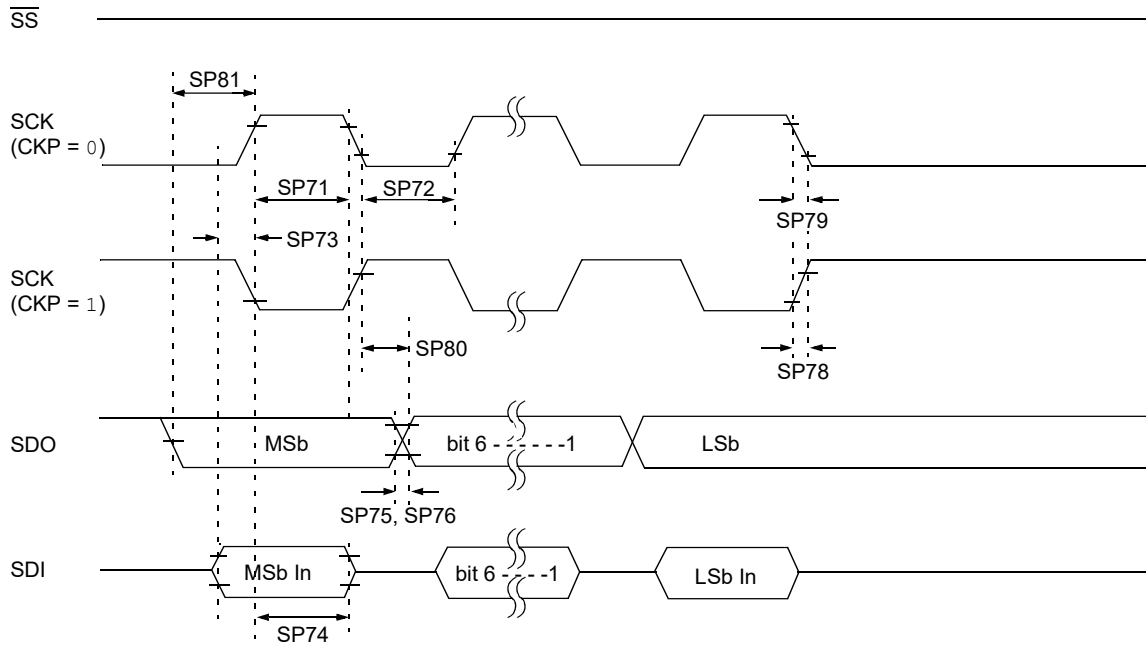 SS
SP81
SCK
(CKP = 0)
SP71
SP72
SP79
SP73
SCK
(CKP = 1)
SP80
SP78
SDO
MSb
bit 6 - - - - - - -1
LSb
SP75, SP76
SDI
MSb In
bit 6 - - - - -1
LSb In
SP74